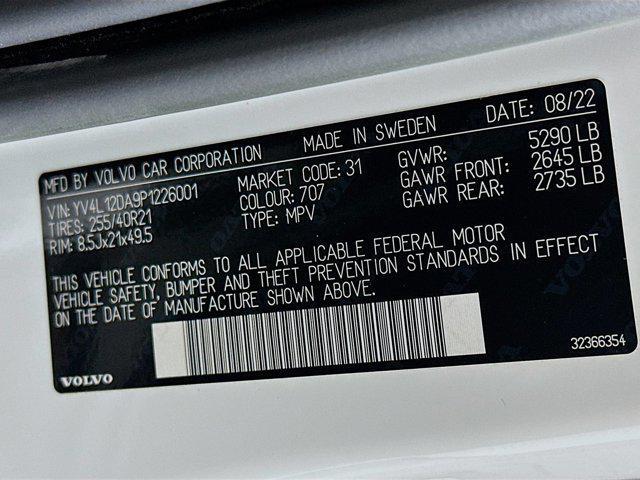 MFD BY VOLVO CAR CORPORATION MADE IN SWEDEN DATE: 08/22
VIN: YV4L12DA9P1226001 MARKET CODE: 31 GVWR: 5290 LB
TIRES: 255/40R21 COLOUR: 707 GAWR FRONT: 2645 LB
RIM: 8.5Jx21x49.5 TYPE: MPV GAWR REAR: 2735 LB
THIS VEHICLE CONFORMS TO ALL APPLICABLE FEDERAL MOTOR
VEHICLE SAFETY, BUMPER AND THEFT PREVENTION STANDARDS IN EFFECT
ON THE DATE OF MANUFACTURE SHOWN ABOVE.
VOLVO 32366354